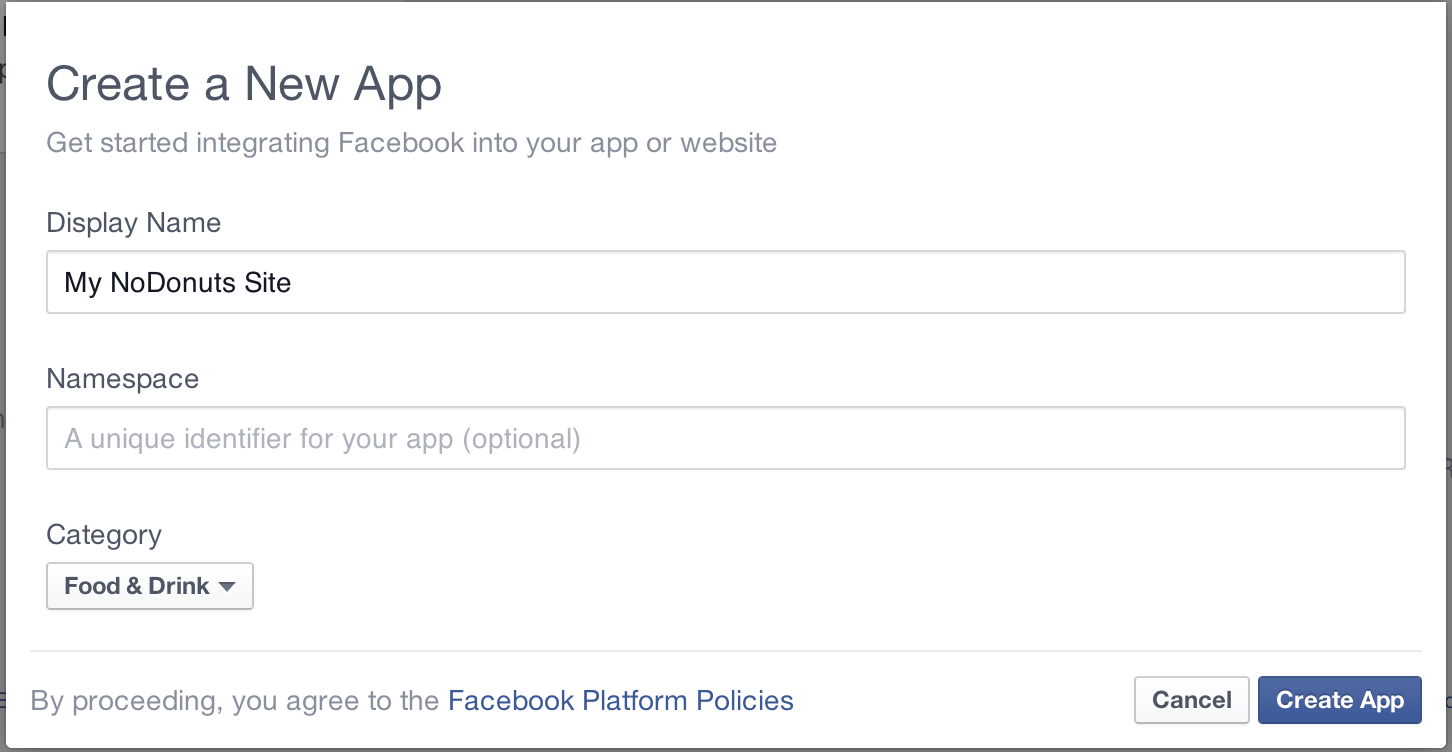 Create a New App
Get started integrating Facebook into your app or website
Display Name
My NoDonuts Site
Namespace
A unique identifier for your app (optional)
Category
Food & Drink
By proceeding, you agree to the Facebook Platform Policies
Cancel
Create App